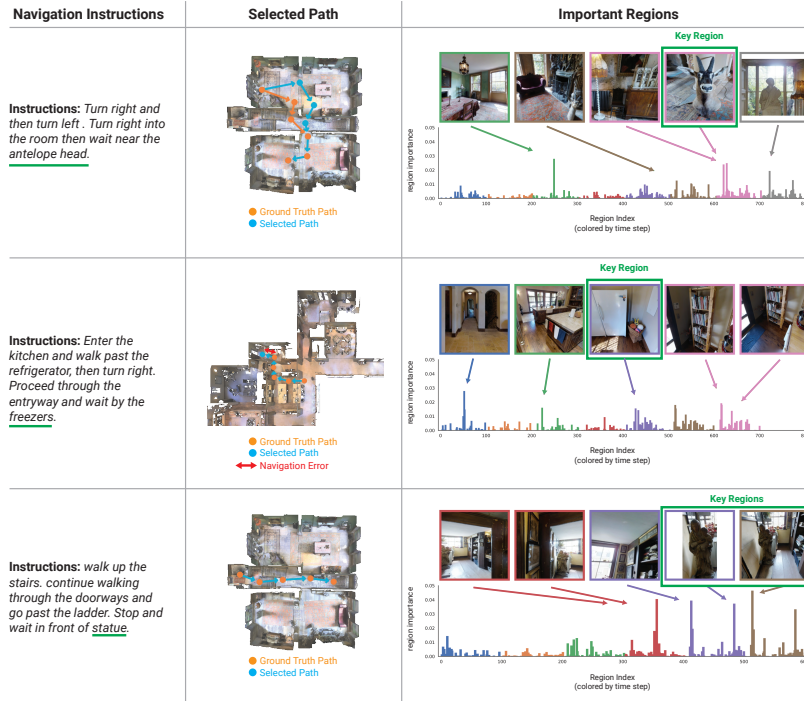 Navigation Instructions
Selected Path
Important Regions
Instructions: Turn right and
then turn left . Turn right into
the room then wait near the
antelope head.
Ground Truth Path
Selected Path
Key Region
region importance
0.05
0.04
0.03
0.02
0.01
0.00
0
100
200
300
400
500
600
700
Region Index
(colored by time step)
Instructions: Enter the
kitchen and walk past the
refrigerator, then turn right.
Proceed through the
entryway and wait by the
freezers.
Ground Truth Path
Selected Path
Navigation Error
Key Region
region importance
0.05
0.04
0.03
0.02
0.01
0.00
0
100
200
300
400
500
600
700
Region Index
(colored by time step)
Instructions: walk up the
stairs. continue walking
through the doorways and
go past the ladder. Stop and
wait in front of statue.
Ground Truth Path
Selected Path
Key Regions
region importance
0.05
0.04
0.03
0.02
0.01
0.00
0
100
200
300
400
500
Region Index
(colored by time step)